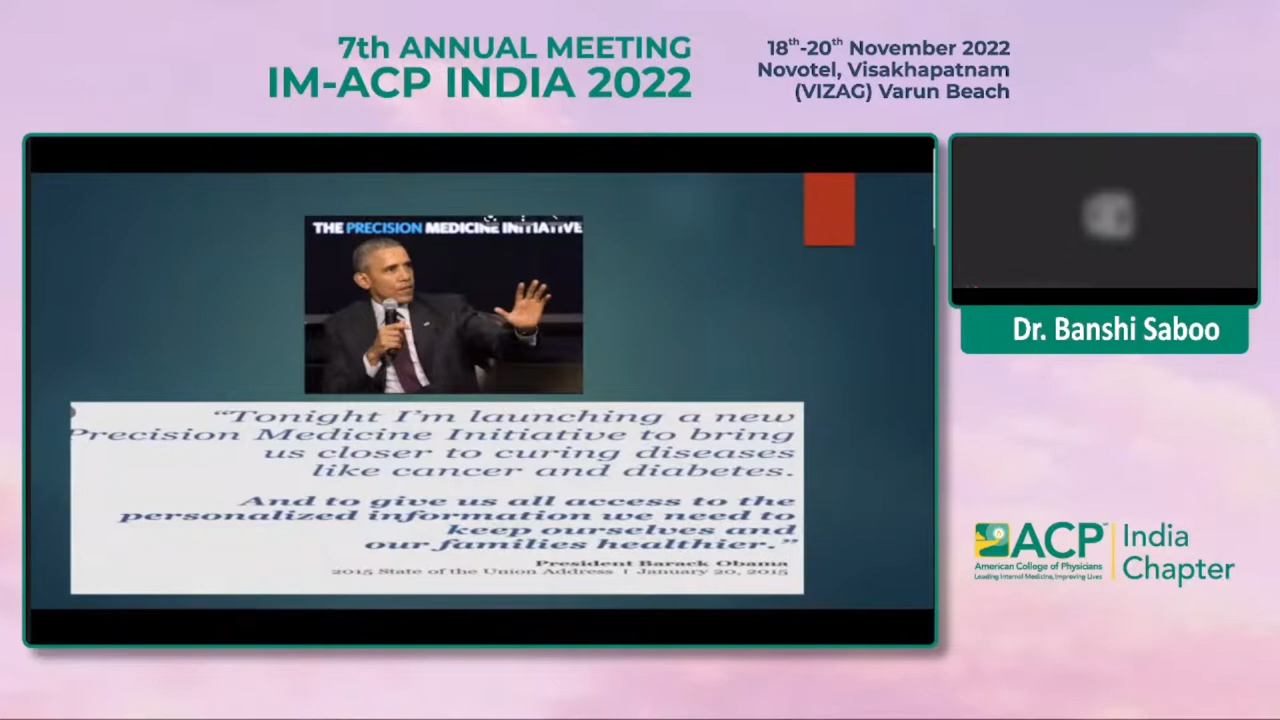 7th ANNUAL MEETING
IM-ACP INDIA 2022
18th-20th November 2022
Novotel, Visakhapatnam
(VIZAG) Varun Beach
THE PRECISION MEDICINE INITIATIVE
“Tonight I’m launching a new
Precision Medicine Initiative to bring
us closer to curing diseases
like cancer and diabetes.
And to give us all access to the
personalized information we need to
keep ourselves and
our families healthier.”
President Barack Obama
2015 State of the Union Address | January 20, 2015
Dr. Banshi Saboo
ACP™
American College of Physicians
Leading Internal Medicine, Improving Lives
India
Chapter